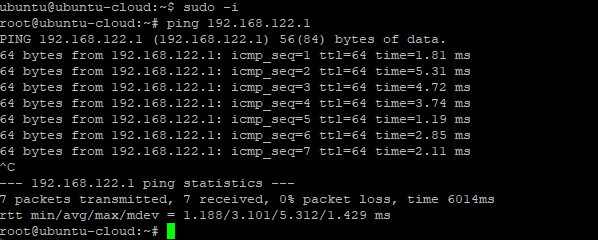 ubuntu@ubuntu-cloud:~$ sudo -i
root@ubuntu-cloud:~# ping 192.168.122.1
PING 192.168.122.1 (192.168.122.1) 56(84) bytes of data.
64 bytes from 192.168.122.1: icmp_seq=1 ttl=64 time=1.81 ms
64 bytes from 192.168.122.1: icmp_seq=2 ttl=64 time=5.31 ms
64 bytes from 192.168.122.1: icmp_seq=3 ttl=64 time=4.72 ms
64 bytes from 192.168.122.1: icmp_seq=4 ttl=64 time=3.74 ms
64 bytes from 192.168.122.1: icmp_seq=5 ttl=64 time=1.19 ms
64 bytes from 192.168.122.1: icmp_seq=6 ttl=64 time=2.85 ms
64 bytes from 192.168.122.1: icmp_seq=7 ttl=64 time=2.11 ms
^C
--- 192.168.122.1 ping statistics ---
7 packets transmitted, 7 received, 0% packet loss, time 6014ms
rtt min/avg/max/mdev = 1.188/3.101/5.312/1.429 ms
root@ubuntu-cloud:~#